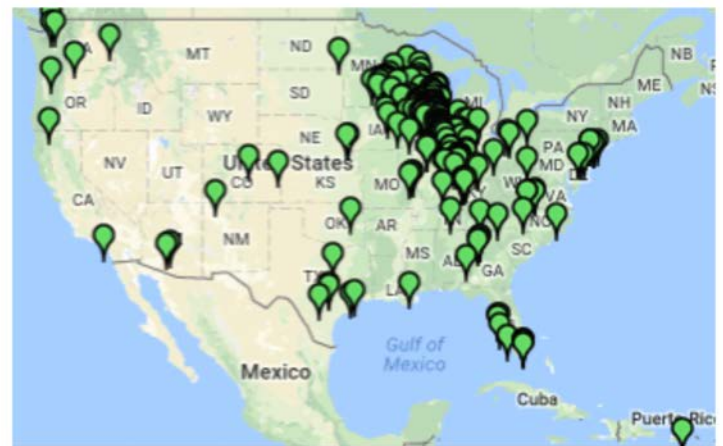 NB
ND
MT
MN
ME
NS
SD
MI
NH
OR
ID
NY
MA
WY
IA
PA
NE
MD
NV
United States
UT
CO
KS
MO
VA
CA
OK
AR
NC
NM
MS
SC
GA
LA
Gulf of
Mexico
Mexico
Cuba
Puerto Rico